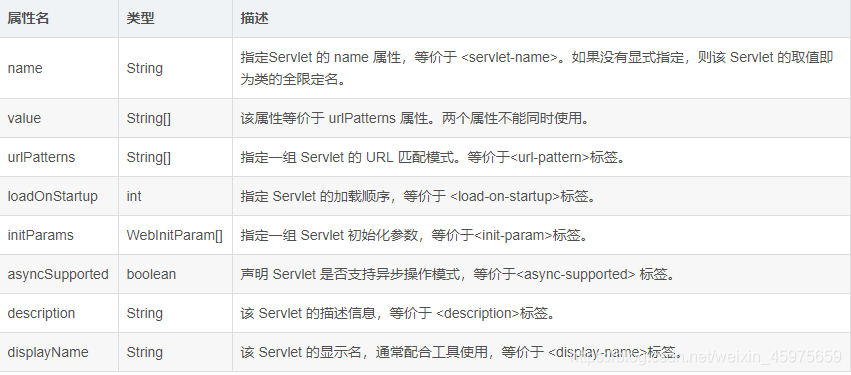 属性名 类型 描述
name String 指定Servlet 的 name 属性，等价于 <servlet-name>。如果没有显式指定，则该 Servlet 的取值即
为类的全限定名。
value String[] 该属性等价于 urlPatterns 属性。两个属性不能同时使用。
urlPatterns String[] 指定一组 Servlet 的 URL 匹配模式。等价于<url-pattern>标签。
loadOnStartup int 指定 Servlet 的加载顺序，等价于 <load-on-startup>标签。
initParams WebInitParam[] 指定一组 Servlet 初始化参数，等价于<init-param>标签。
asyncSupported boolean 声明 Servlet 是否支持异步操作模式，等价于<async-supported> 标签。
description String 该 Servlet 的描述信息，等价于 <description>标签。
displayName String 该 Servlet 的显示名，通常配合工具使用，等价于 <display-name>标签。
https://blog.csdn.net/weixin_45975659